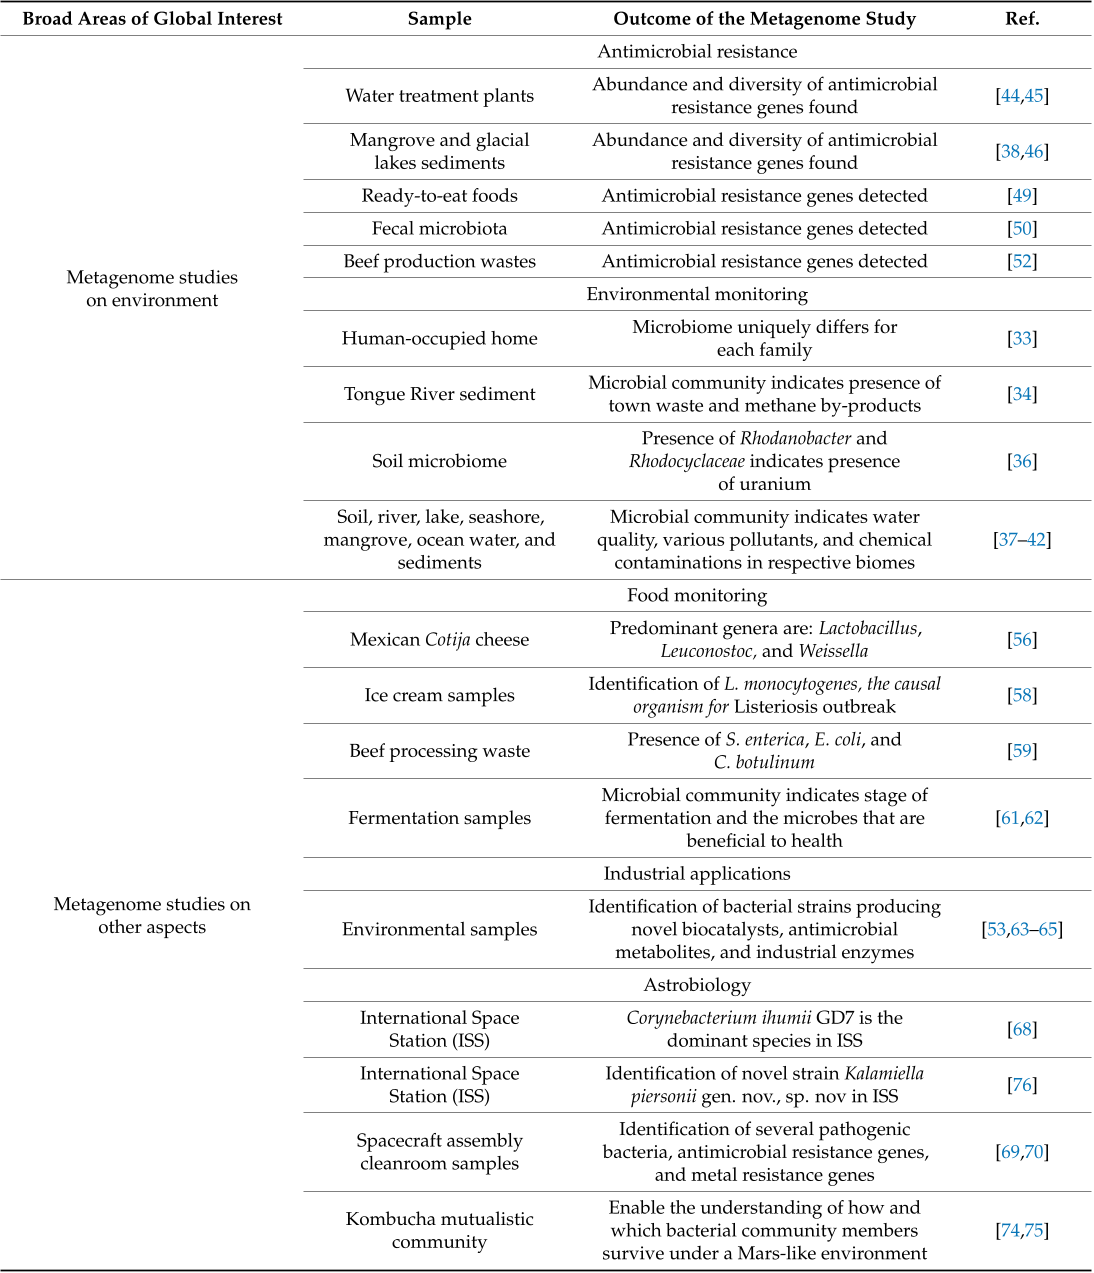 Broad Areas of Global Interest Sample Outcome of the Metagenome Study Ref.
Antimicrobial resistance
Water treatment plants
Abundance and diversity of antimicrobial
resistance genes found
[44,45]
Mangrove and glacial
lakes sediments
Abundance and diversity of antimicrobial
resistance genes found
[38,46]
Ready-to-eat foods Antimicrobial resistance genes detected [49]
Fecal microbiota Antimicrobial resistance genes detected [50]
Beef production wastes Antimicrobial resistance genes detected [52]
Metagenome studies
on environment
Environmental monitoring
Human-occupied home
Microbiome uniquely differs for
each family
[33]
Tongue River sediment
Microbial community indicates presence of
town waste and methane by-products
[34]
Soil microbiome
Presence of Rhodanobacter and
Rhodocyclaceae indicates presence
of uranium
[36]
Soil, river, lake, seashore,
mangrove, ocean water, and
sediments
Microbial community indicates water
quality, various pollutants, and chemical
contaminations in respective biomes
[37–42]
Food monitoring
Mexican Cotija cheese
Predominant genera are: Lactobacillus,
Leuconostoc, and Weissella
[56]
Ice cream samples
Identification of L. monocytogenes, the causal
organism for Listeriosis outbreak
[58]
Beef processing waste
Presence of S. enterica, E. coli, and
C. botulinum
[59]
Fermentation samples
Microbial community indicates stage of
fermentation and the microbes that are
beneficial to health
[61,62]
Industrial applications
Metagenome studies on
other aspects
Environmental samples
Identification of bacterial strains producing
novel biocatalysts, antimicrobial
metabolites, and industrial enzymes
[53,63–65]
Astrobiology
International Space
Station (ISS)
Corynebacterium ihumii GD7 is the
dominant species in ISS
[68]
International Space
Station (ISS)
Identification of novel strain Kalamiella
piersonii gen. nov., sp. nov in ISS
[76]
Spacecraft assembly
cleanroom samples
Identification of several pathogenic
bacteria, antimicrobial resistance genes,
and metal resistance genes
[69,70]
Kombucha mutualistic
community
Enable the understanding of how and
which bacterial community members
survive under a Mars-like environment
[74,75]